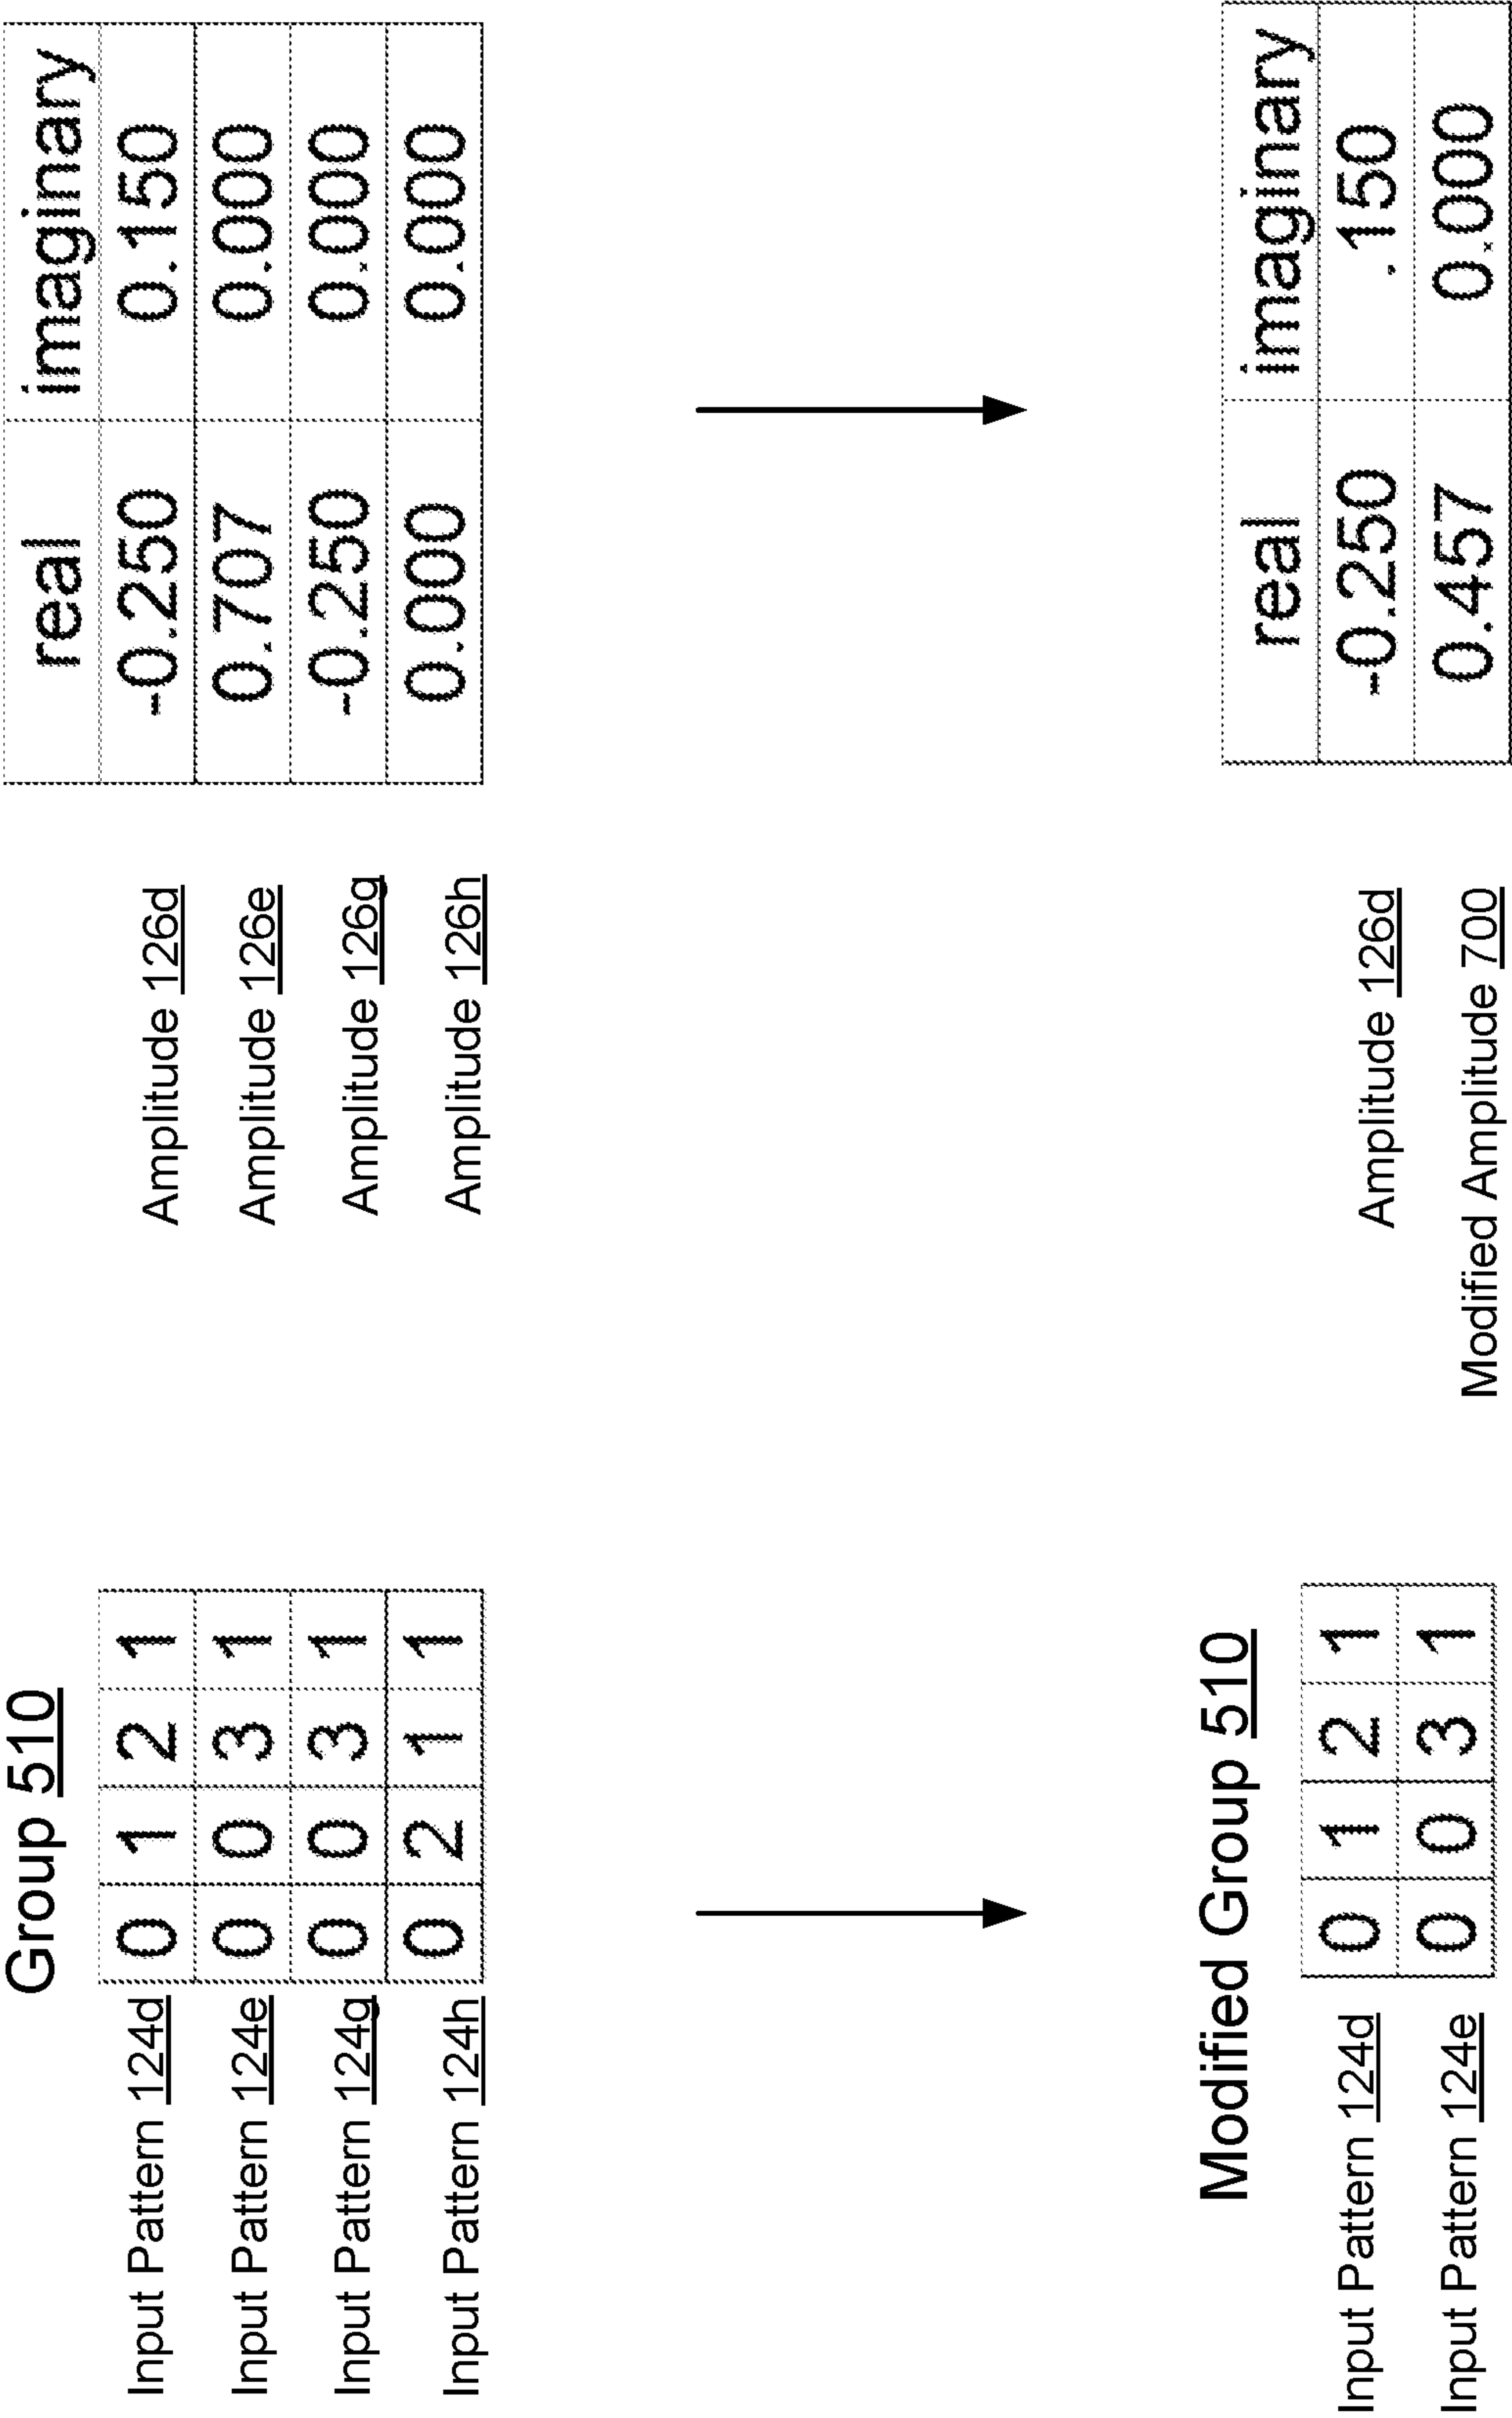 Group 510
real imaginary
Input Pattern 124d 0 1 2 1 Amplitude 126d -0.250 0.150
Input Pattern 124e 0 0 3 1 Amplitude 126e 0.707 0.000
Input Pattern 124g 0 0 3 1 Amplitude 126g -0.250 0.000
Input Pattern 124h 0 2 1 1 Amplitude 126h 0.000 0.000
Modified Group 510
real imaginary
Input Pattern 124d 0 1 2 1 Amplitude 126d -0.250 .150
Input Pattern 124e 0 0 3 1 Modified Amplitude 700 0.457 0.000